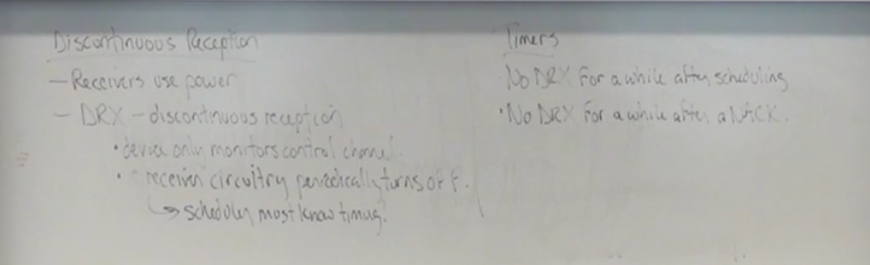 Discontinuous Reception
– Receivers use power
– DRX – discontinuous reception
• device only monitors control channel.
• receiver circuitry periodically turns off.
↳ scheduler must know timing.
Timers
No DRX for a while after scheduling
• No DRX for a while after a NACK.